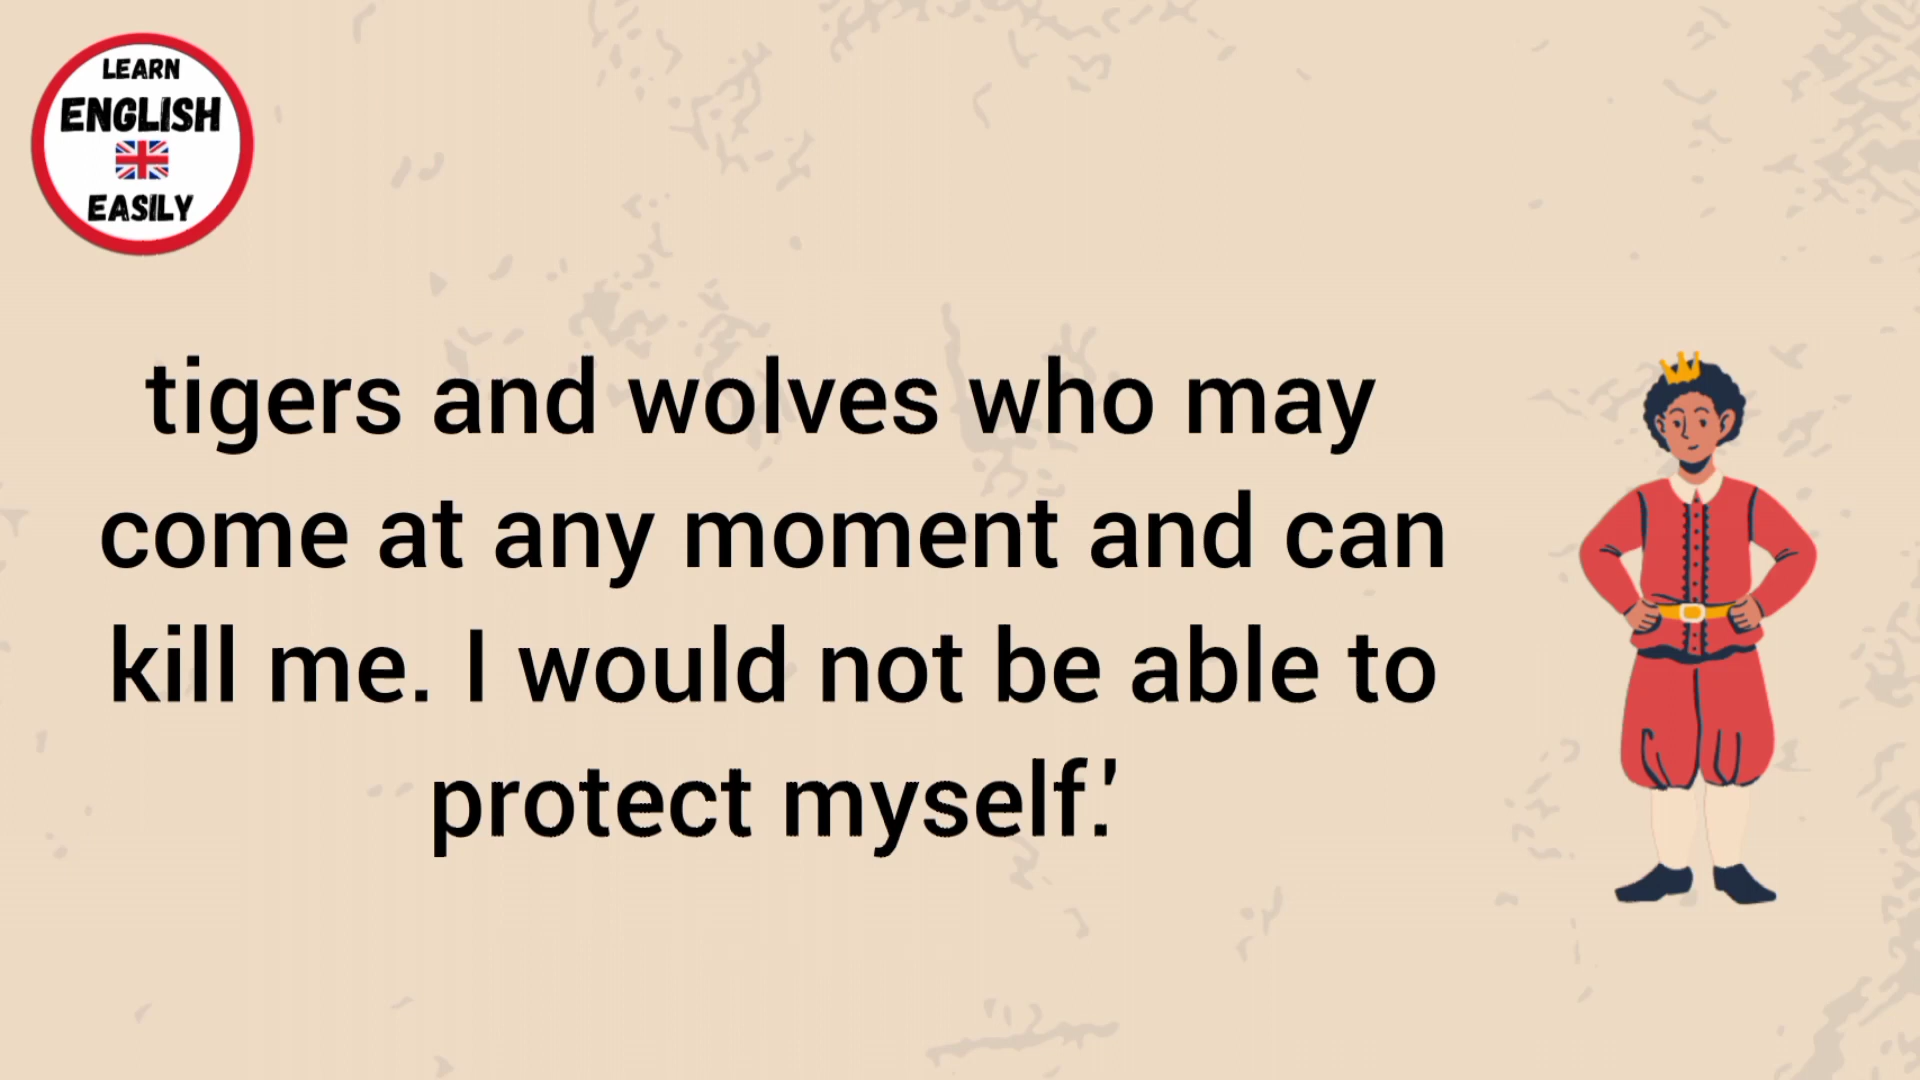 LEARN
ENGLISH
EASILY
tigers and wolves who may
come at any moment and can
kill me. I would not be able to
protect myself.'